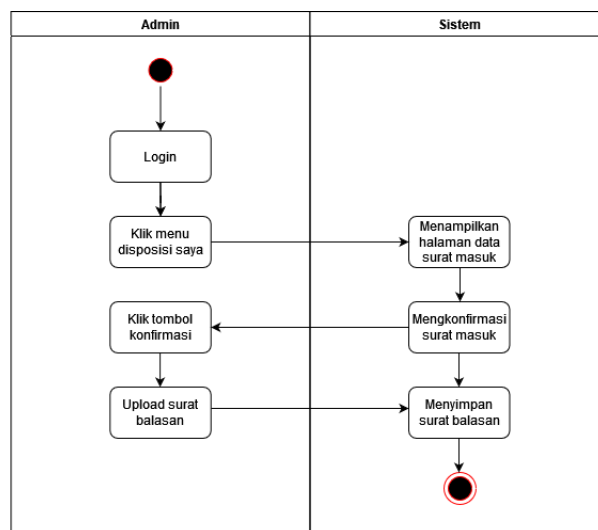 Admin
Sistem
Login
Klik menu
disposisi saya
Menampilkan
halaman data
surat masuk
Klik tombol
konfirmasi
Mengkonfirmasi
surat masuk
Upload surat
balasan
Menyimpan
surat balasan